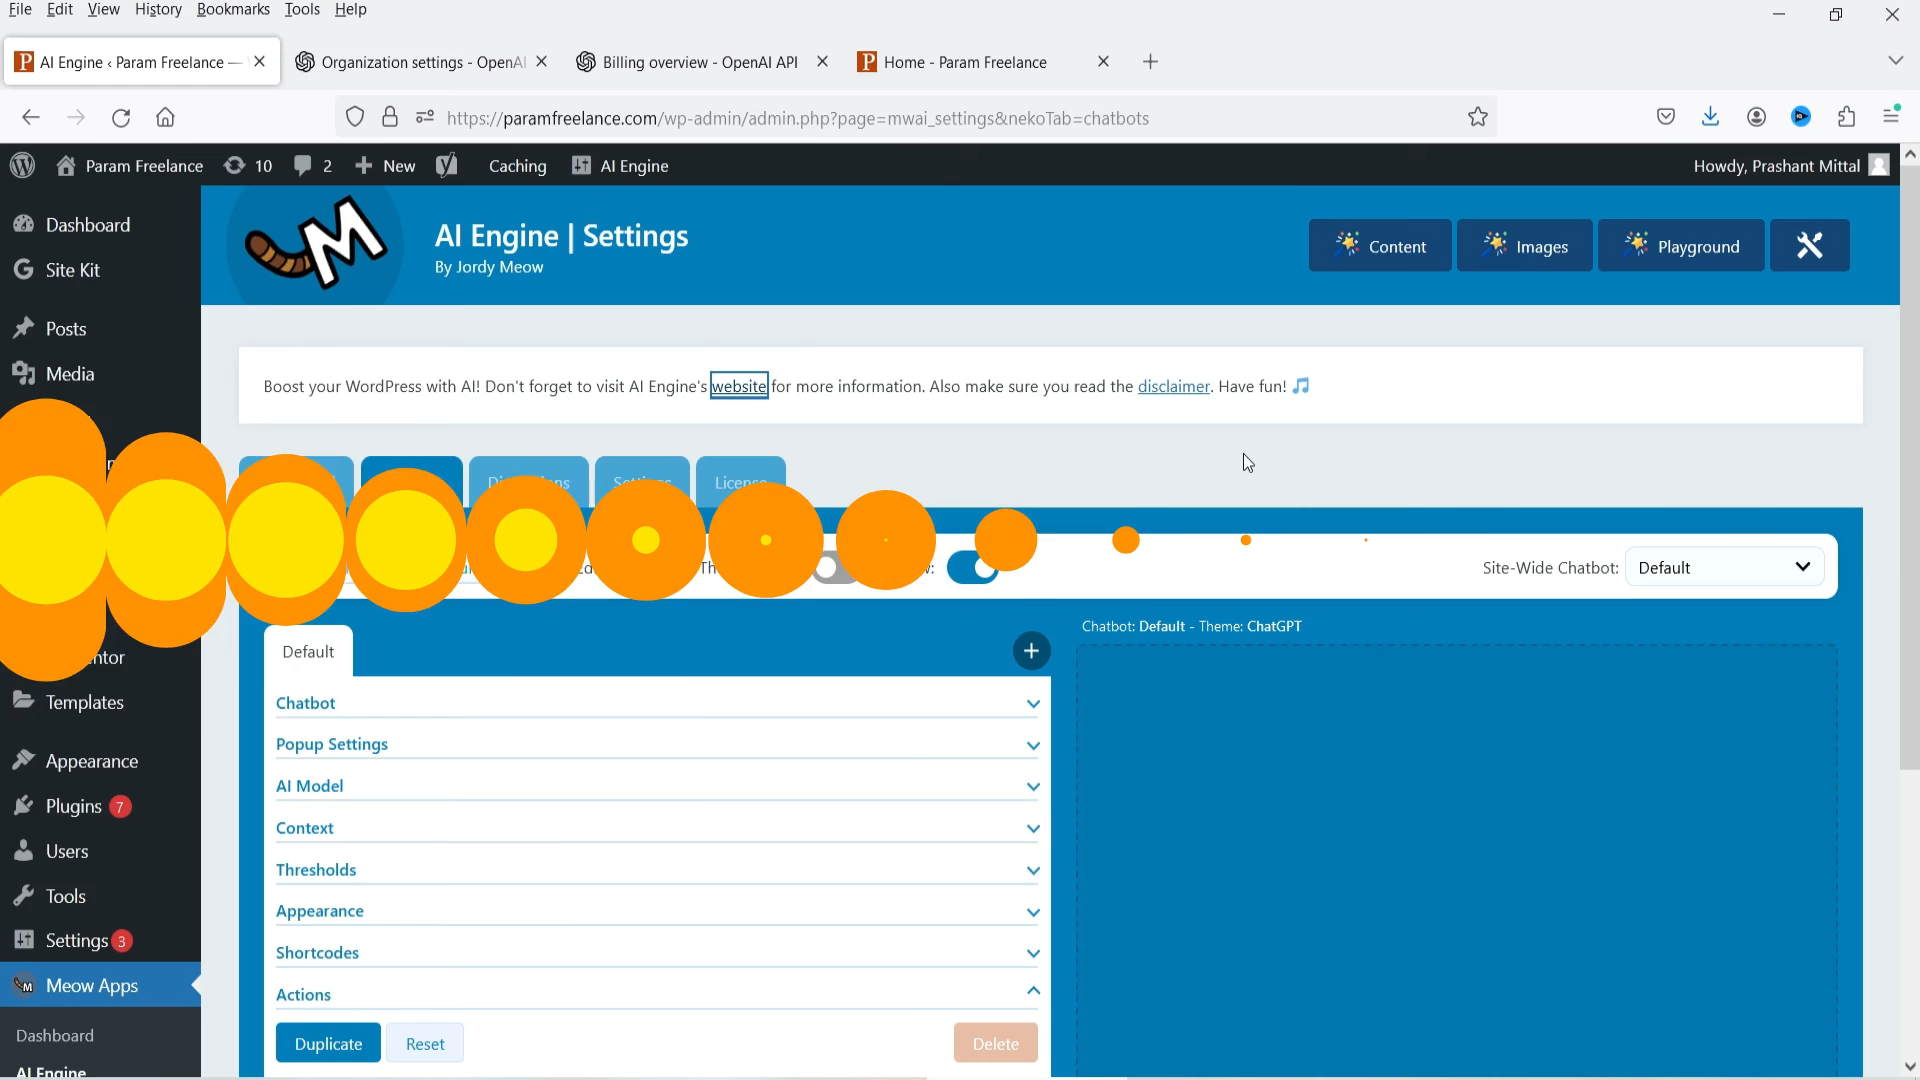 File Edit View History Bookmarks Tools Help
AI Engine ‹ Param Freelance —
Organization settings - OpenAI
Billing overview - OpenAI API
Home - Param Freelance
https://paramfreelance.com/wp-admin/admin.php?page=mwai_settings&nekoTab=chatbots
Param Freelance 10 2 New Caching AI Engine Howdy, Prashant Mittal
Dashboard
Site Kit
Posts
Media
Templates
Appearance
Plugins 7
Users
Tools
Settings 3
Meow Apps
Dashboard
AI Engine
AI Engine | Settings
By Jordy Meow
Content Images Playground
Boost your WordPress with AI! Don't forget to visit AI Engine's website for more information. Also make sure you read the disclaimer. Have fun!
License
Site-Wide Chatbot: Default
Default
Chatbot: Default - Theme: ChatGPT
Chatbot
Popup Settings
AI Model
Context
Thresholds
Appearance
Shortcodes
Actions
Duplicate Reset Delete